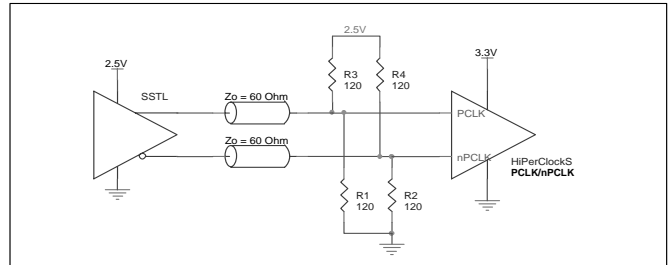 2.5V
2.5V
3.3V
SSTL
R3
120
R4
120
Zo = 60 Ohm
PCLK
Zo = 60 Ohm
nPCLK
HiPerClockS
PCLK/nPCLK
R1
120
R2
120